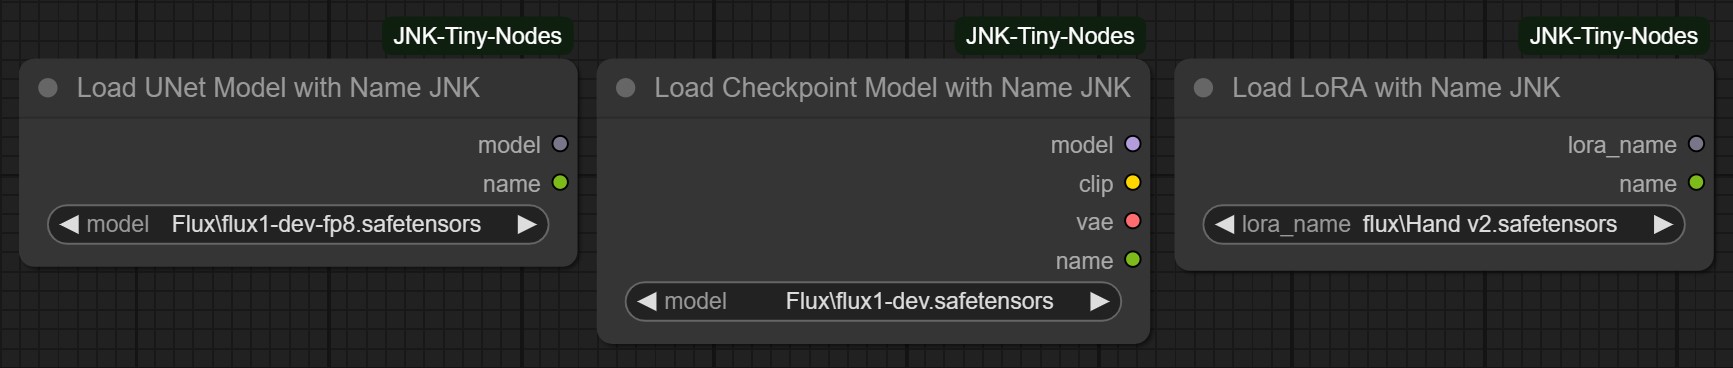 JNK-Tiny-Nodes
Load UNet Model with Name JNK
model
name
model Flux\flux1-dev-fp8.safetensors
JNK-Tiny-Nodes
Load Checkpoint Model with Name JNK
model
clip
vae
name
model Flux\flux1-dev.safetensors
JNK-Tiny-Nodes
Load LoRA with Name JNK
lora_name
name
lora_name flux\Hand v2.safetensors